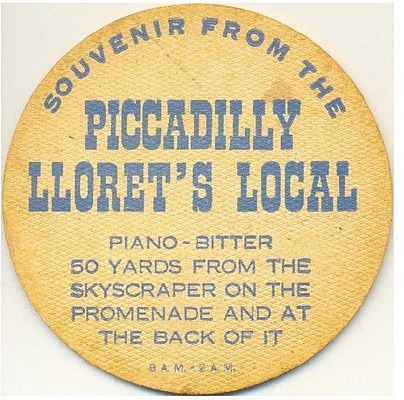 SOUVENIR FROM THE
PICCADILLY
LLORET'S LOCAL
PIANO-BITTER
50 YARDS FROM THE
SKYSCRAPER ON THE
PROMENADE AND AT
THE BACK OF IT
9 A.M.-2 A.M.